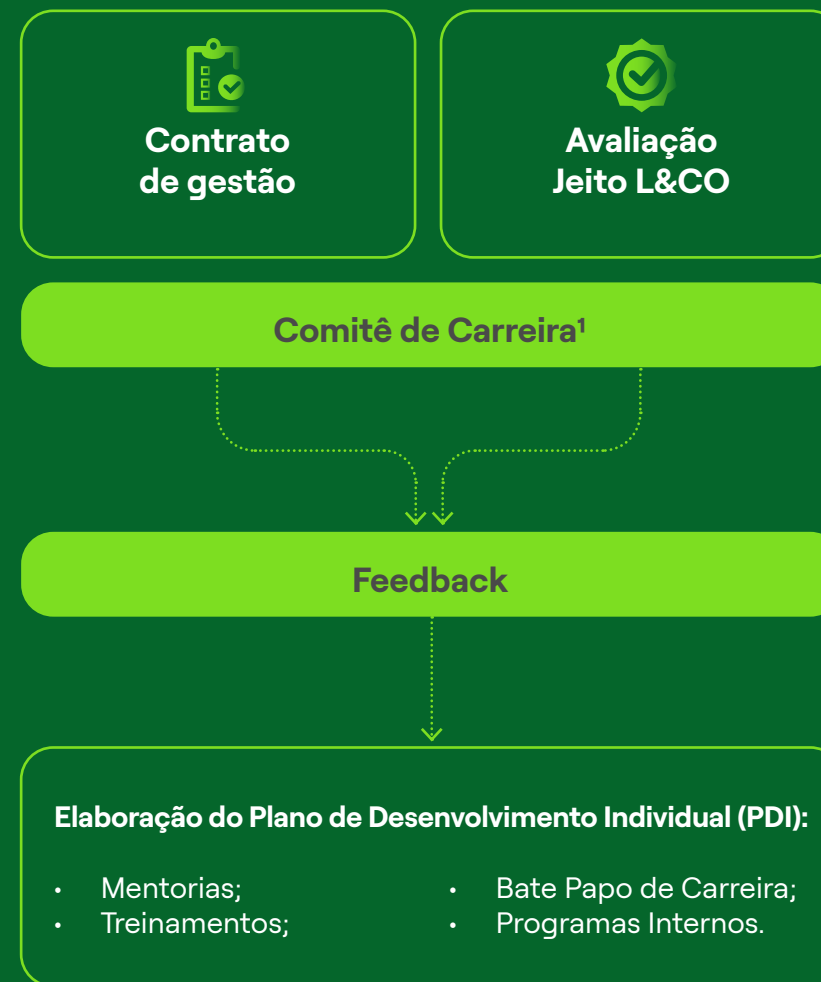 Contrato
de gestão
Avaliação
Jeito L&CO
Comitê de Carreira¹
Feedback
Elaboração do Plano de Desenvolvimento Individual (PDI):
• Mentorias;
• Treinamentos;
• Bate Papo de Carreira;
• Programas Internos.